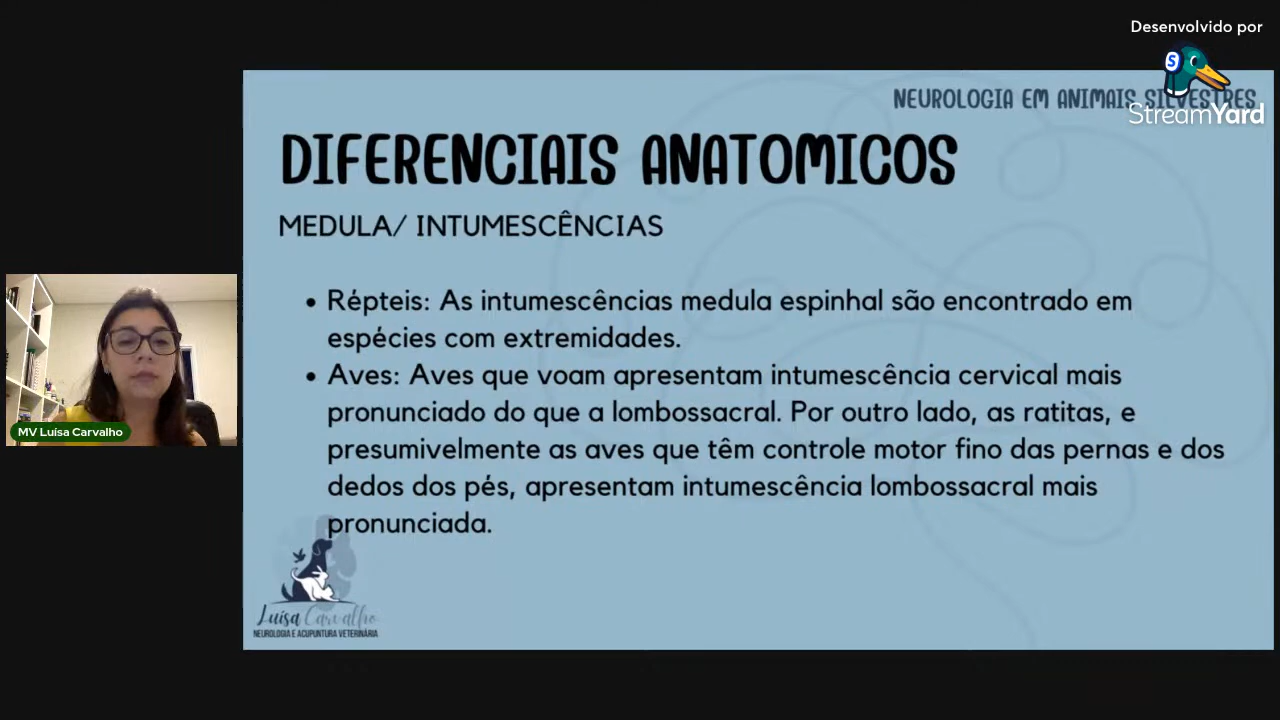 Desenvolvido por
StreamYard
NEUROLOGIA EM ANIMAIS SILVESTRES
DIFERENCIAIS ANATOMICOS
MEDULA/ INTUMESCÊNCIAS
• Répteis: As intumescências medula espinhal são encontrado em
espécies com extremidades.
• Aves: Aves que voam apresentam intumescência cervical mais
pronunciado do que a lombossacral. Por outro lado, as ratitas, e
presumivelmente as aves que têm controle motor fino das pernas e dos
dedos dos pés, apresentam intumescência lombossacral mais
pronunciada.
MV Luísa Carvalho
Luísa Carvalho
NEUROLOGIA E ACUPUNTURA VETERINÁRIA